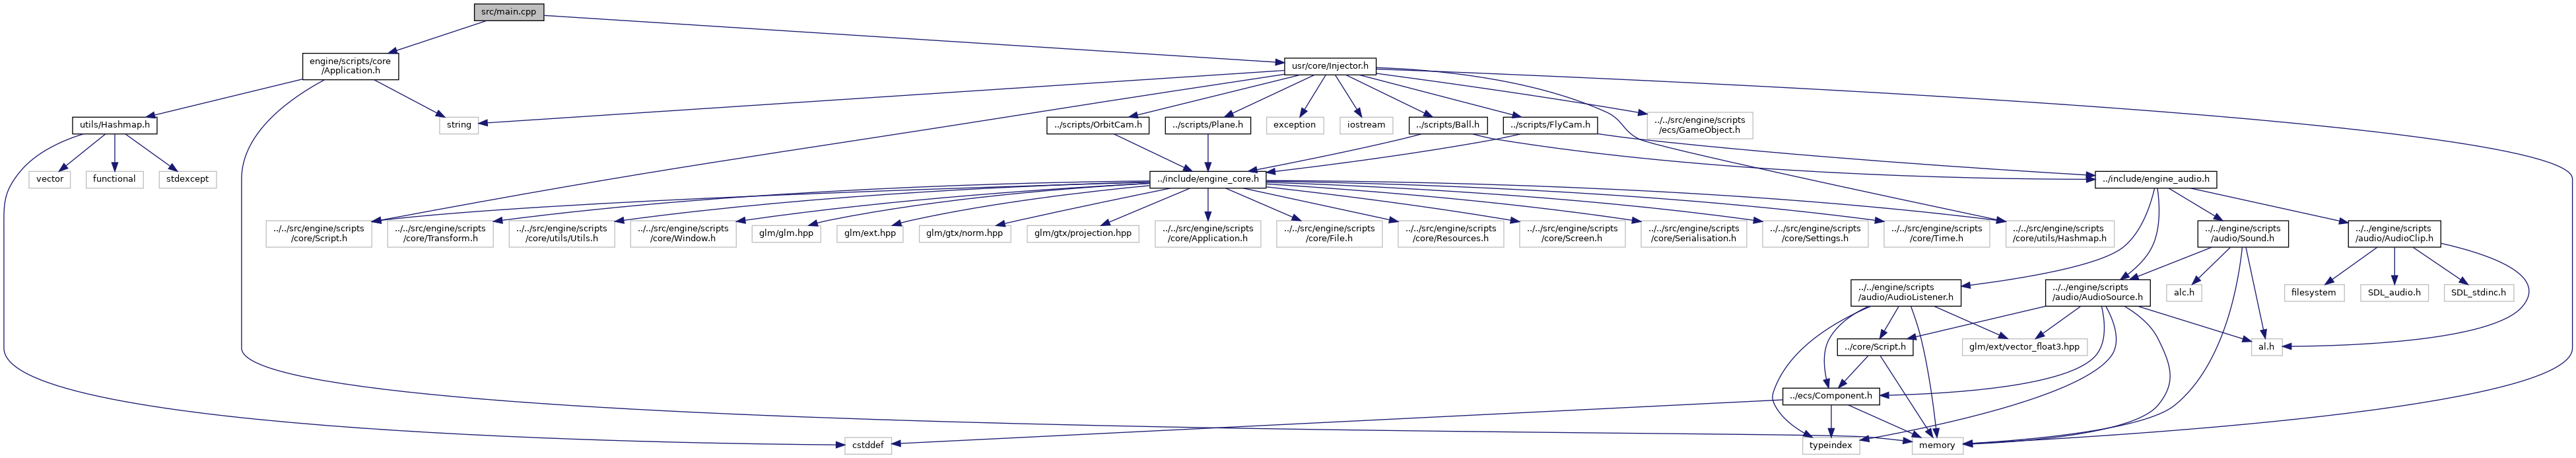 src/main.cpp
engine/scripts/core
/Application.h
usr/core/Injector.h
utils/Hashmap.h
string
../scripts/OrbitCam.h
../scripts/Plane.h
exception
iostream
../scripts/Ball.h
../scripts/FlyCam.h
../../src/engine/scripts
/ecs/GameObject.h
vector
functional
stdexcept
../include/engine_core.h
../include/engine_audio.h
../../src/engine/scripts
/core/Script.h
../../src/engine/scripts
/core/Transform.h
../../src/engine/scripts
/core/utils/Utils.h
../../src/engine/scripts
/core/Window.h
glm/glm.hpp
glm/ext.hpp
glm/gtx/norm.hpp
glm/gtx/projection.hpp
../../src/engine/scripts
/core/Application.h
../../src/engine/scripts
/core/File.h
../../src/engine/scripts
/core/Resources.h
../../src/engine/scripts
/core/Screen.h
../../src/engine/scripts
/core/Serialisation.h
../../src/engine/scripts
/core/Settings.h
../../src/engine/scripts
/core/Time.h
../../src/engine/scripts
/core/utils/Hashmap.h
../../engine/scripts
/audio/Sound.h
../../engine/scripts
/audio/AudioClip.h
../../engine/scripts
/audio/AudioListener.h
../../engine/scripts
/audio/AudioSource.h
alc.h
filesystem
SDL_audio.h
SDL_stdinc.h
../core/Script.h
glm/ext/vector_float3.hpp
al.h
../ecs/Component.h
cstddef
typeindex
memory